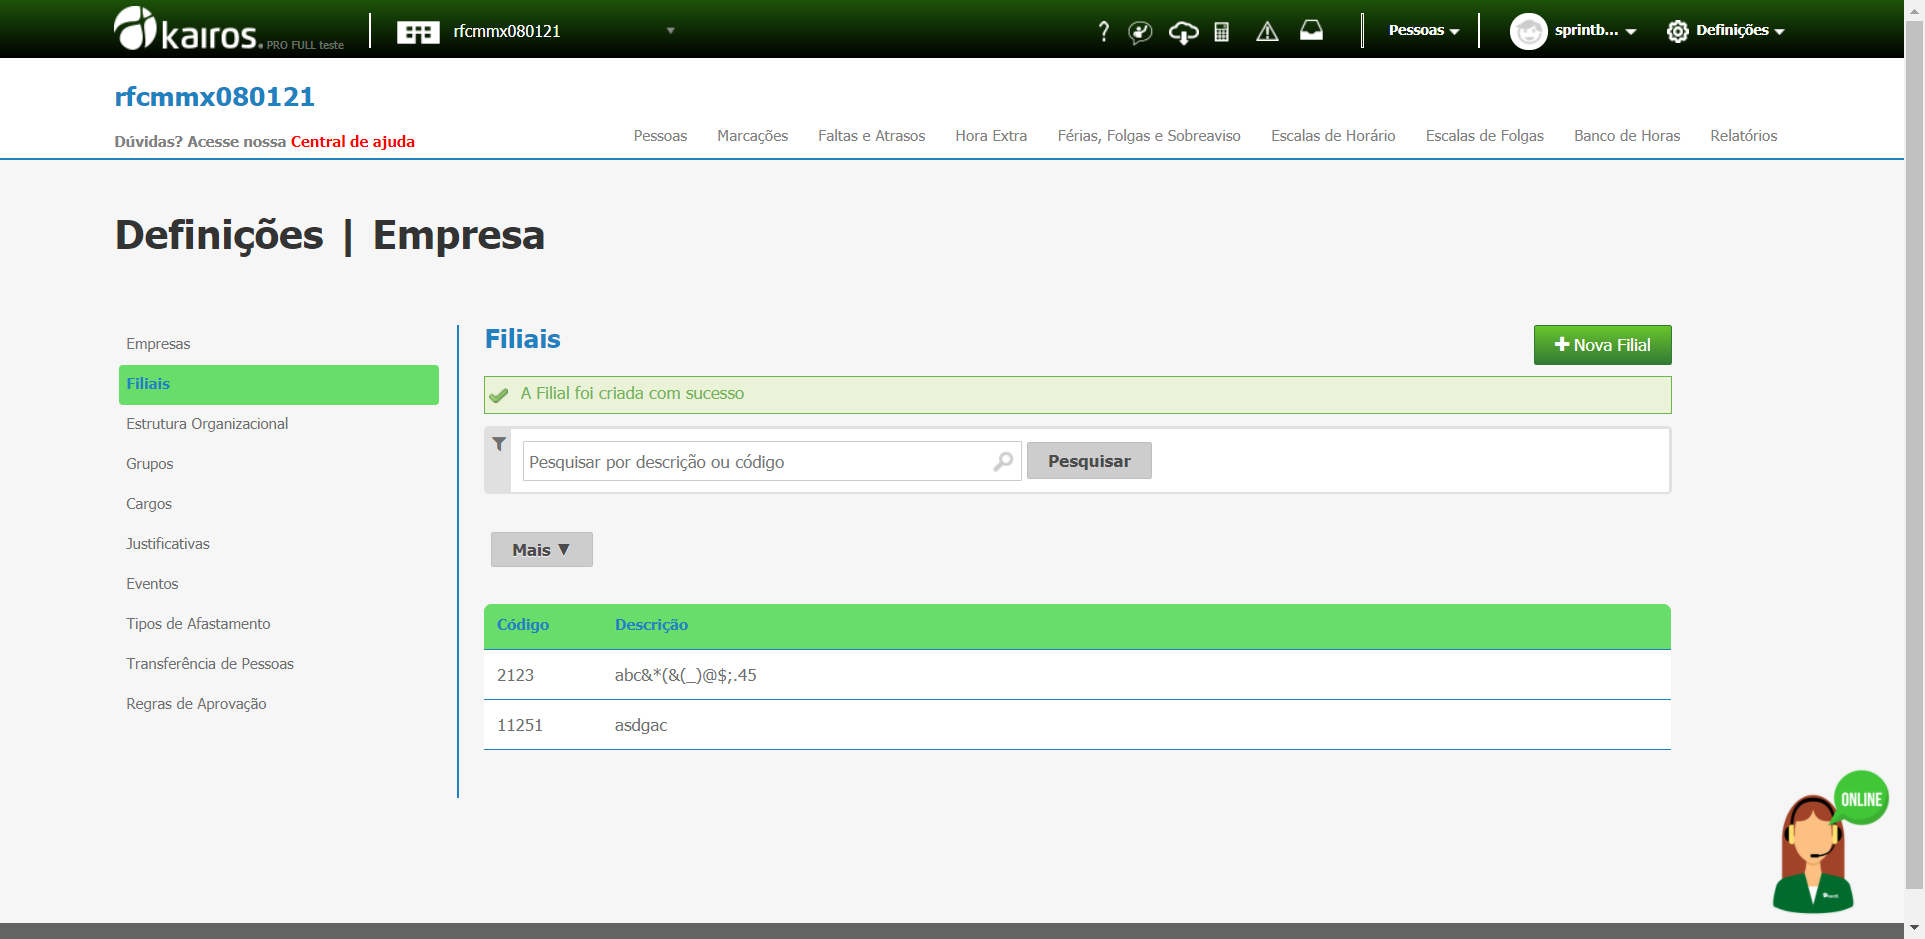 kairos. PRO FULL teste
rfcmmx080121
?
Pessoas
sprintb...
Definições
rfcmmx080121
Dúvidas? Acesse nossa Central de ajuda
Pessoas
Marcações
Faltas e Atrasos
Hora Extra
Férias, Folgas e Sobreaviso
Escalas de Horário
Escalas de Folgas
Banco de Horas
Relatórios
Definições | Empresa
Empresas
Filiais
Estrutura Organizacional
Grupos
Cargos
Justificativas
Eventos
Tipos de Afastamento
Transferência de Pessoas
Regras de Aprovação
Filiais
Nova Filial
A Filial foi criada com sucesso
Pesquisar por descrição ou código
Pesquisar
Mais ▼
Código Descrição
2123 abc&*(&(_)@$;.45
11251 asdgac
ONLINE